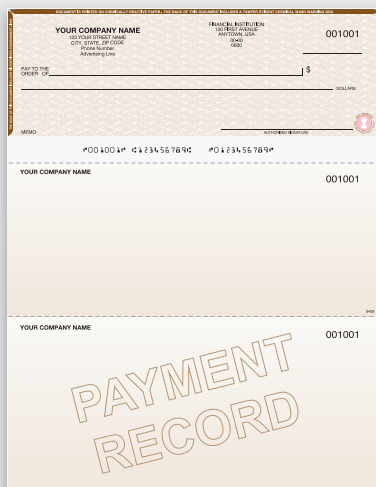 DOCUMENT IS PRINTED ON CHEMICALLY REACTIVE PAPER - THE BACK OF THIS DOCUMENT INCLUDES A TAMPER EVIDENT CHEMICAL WASH WARNING BOX
YOUR COMPANY NAME
123 YOUR STREET NAME
CITY, STATE, ZIP CODE
Phone Number
Advertising Line
FINANCIAL INSTITUTION
100 FIRST AVENUE
ANYTOWN, USA
00-00
0000
001001
PAY TO THE
ORDER OF
$
DOLLARS
MEMO
AUTHORIZED SIGNATURE
⑈001001⑈ ⑆123456789⑆ ⑈0123456789⑈
YOUR COMPANY NAME
001001
YOUR COMPANY NAME
001001
PAYMENT
RECORD